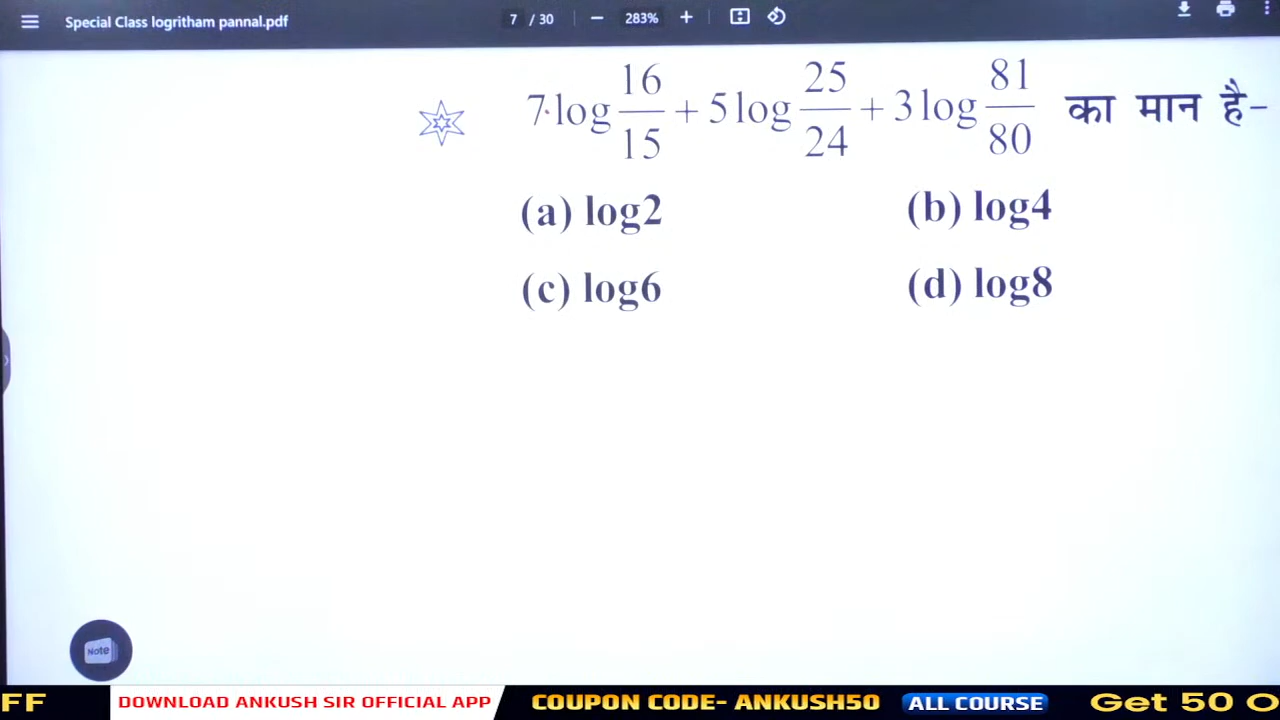 Special Class logritham pannal.pdf 7 / 30 283%
7·log 16/15 + 5 log 25/24 + 3 log 81/80 का मान है-
(a) log2 (b) log4
(c) log6 (d) log8
Note
FF DOWNLOAD ANKUSH SIR OFFICIAL APP COUPON CODE- ANKUSH50 ALL COURSE Get 50 O